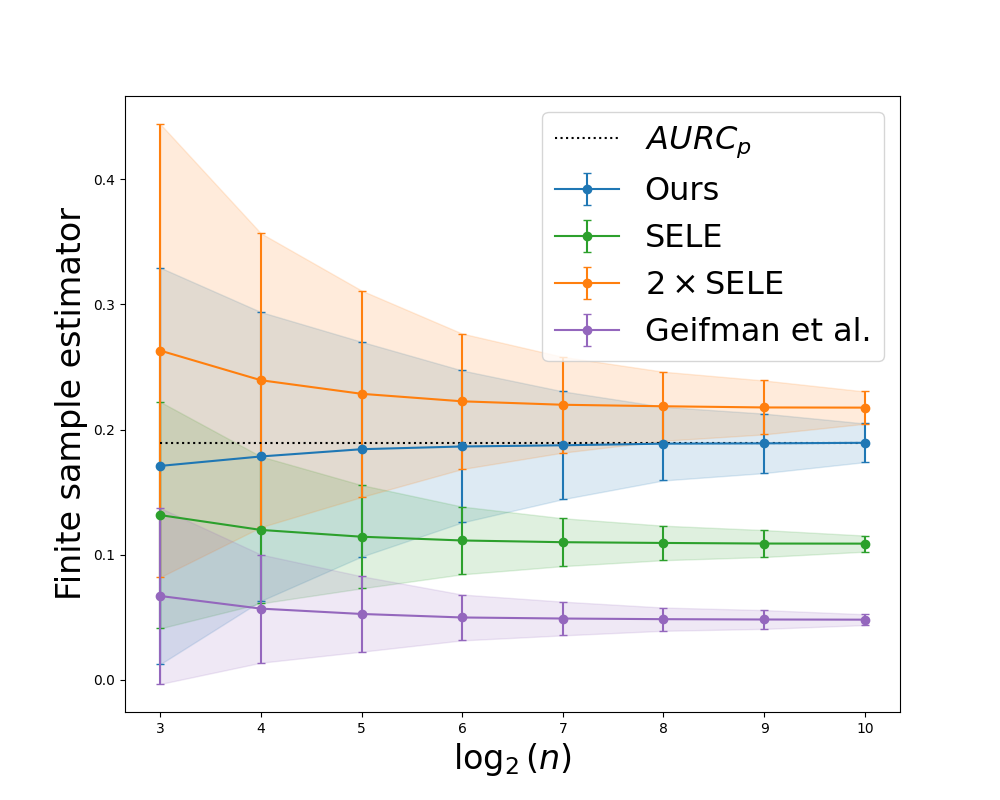 AURC_p
Ours
SELE
2 × SELE
Geifman et al.
Finite sample estimator
0.4
0.3
0.2
0.1
0.0
3 4 5 6 7 8 9 10
log₂(n)